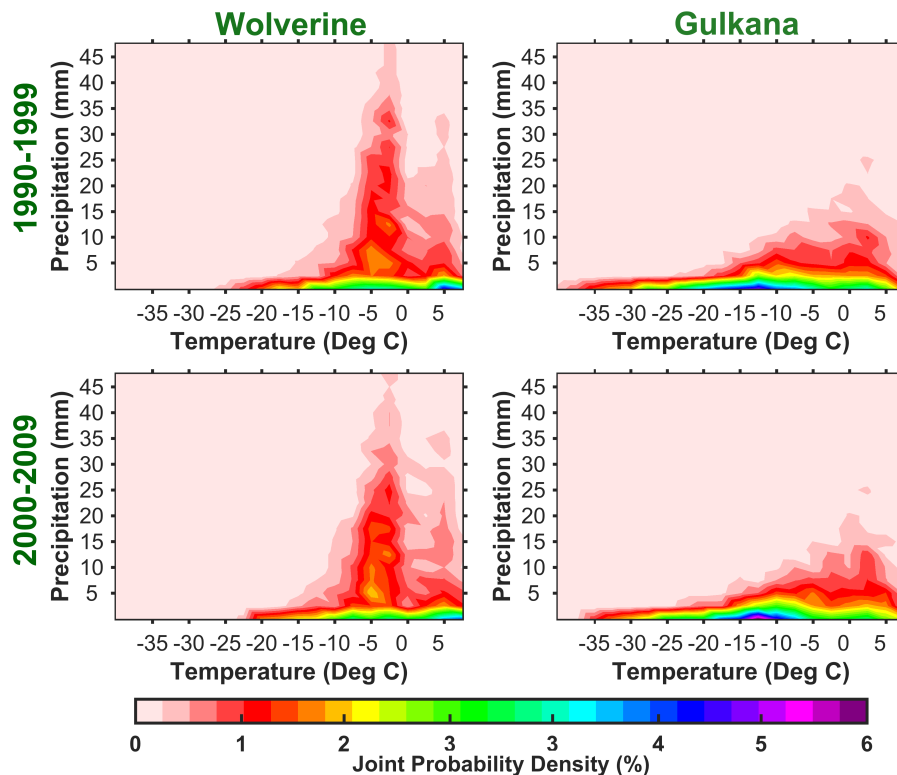 Wolverine Gulkana
1990-1999
Precipitation (mm)
45
40
35
30
25
20
15
10
5
-35 -30 -25 -20 -15 -10 -5 0 5
Temperature (Deg C)
Precipitation (mm)
45
40
35
30
25
20
15
10
5
-35 -30 -25 -20 -15 -10 -5 0 5
Temperature (Deg C)
2000-2009
Precipitation (mm)
45
40
35
30
25
20
15
10
5
-35 -30 -25 -20 -15 -10 -5 0 5
Temperature (Deg C)
Precipitation (mm)
45
40
35
30
25
20
15
10
5
-35 -30 -25 -20 -15 -10 -5 0 5
Temperature (Deg C)
0 1 2 3 3 4 5 6
Joint Probability Density (%)